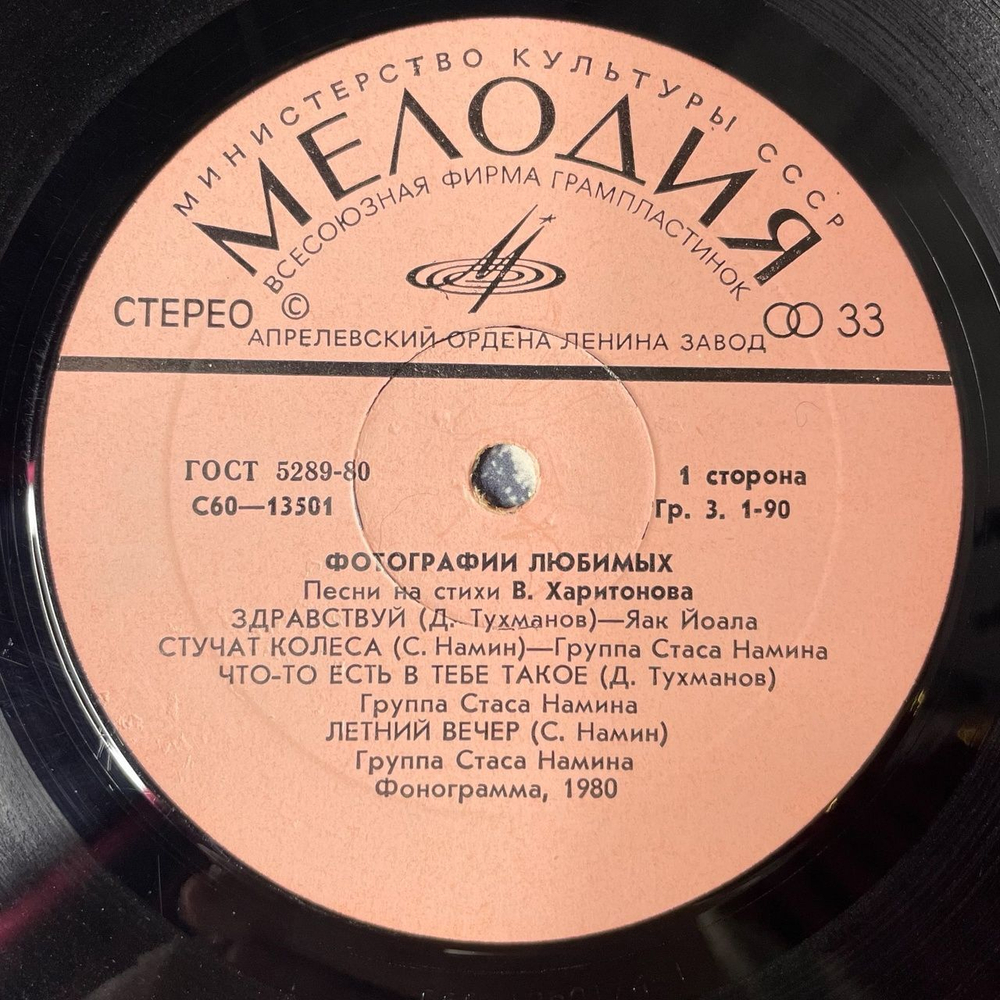 МИНИСТЕРСТВО КУЛЬТУРЫ СССР
МЕЛОДИЯ
ВСЕСОЮЗНАЯ ФИРМА ГРАМПЛАСТИНОК
СТЕРЕО ©
33
АПРЕЛЕВСКИЙ ОРДЕНА ЛЕНИНА ЗАВОД
ГОСТ 5289-80
1 сторона
С60—13501
Гр. 3. 1-90
ФОТОГРАФИИ ЛЮБИМЫХ
Песни на стихи В. Харитонова
ЗДРАВСТВУЙ (Д. Тухманов)—Яак Йоала
СТУЧАТ КОЛЕСА (С. Намин)—Группа Стаса Намина
ЧТО-ТО ЕСТЬ В ТЕБЕ ТАКОЕ (Д. Тухманов)
Группа Стаса Намина
ЛЕТНИЙ ВЕЧЕР (С. Намин)
Группа Стаса Намина
Фонограмма, 1980